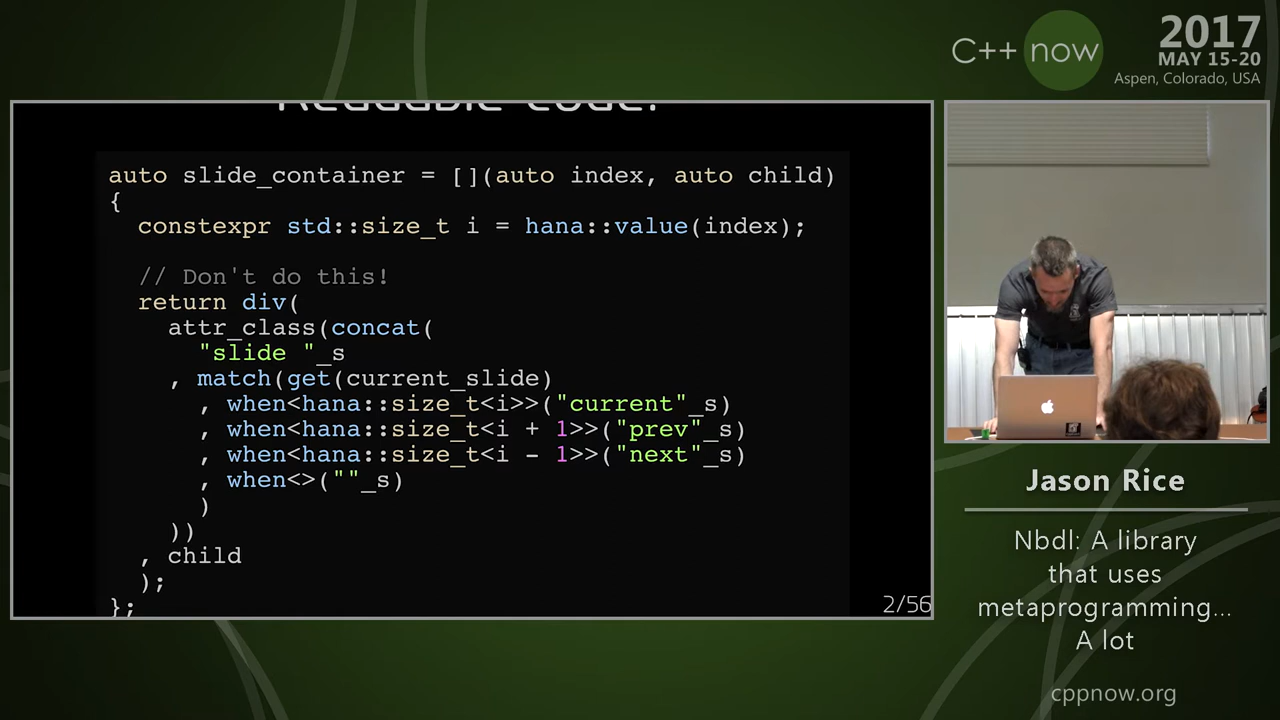 C++ now
2017
MAY 15-20
Aspen, Colorado, USA
Readable code!
auto slide_container = [](auto index, auto child)
{
constexpr std::size_t i = hana::value(index);
// Don't do this!
return div(
attr_class(concat(
"slide "_s
, match(get(current_slide)
, when<hana::size_t<i>>("current"_s)
, when<hana::size_t<i + 1>>("prev"_s)
, when<hana::size_t<i - 1>>("next"_s)
, when<>(""_s)
)
))
, child
);
};
2/56
Jason Rice
Nbdl: A library
that uses
metaprogramming...
A lot
cppnow.org